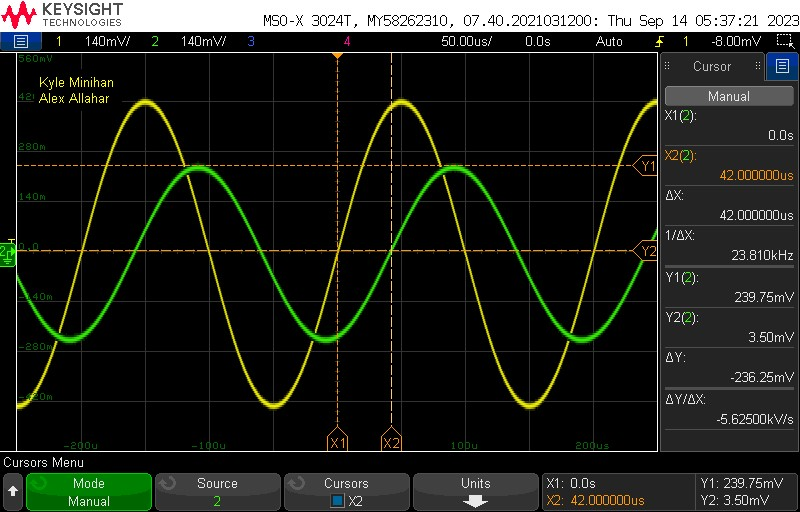 KEYSIGHT
TECHNOLOGIES
MSO-X 3024T, MY58262310, 07.40.2021031200: Thu Sep 14 05:37:21 2023
1 140mV/ 2 140mV/ 3 4 50.00us/ 0.0s Auto 1 -8.00mV
560mV
Kyle Minihan
Alex Allahar
280m
140m
0.0
-140m
-280m
-420m
-200u -100u 100u 200us
Y1
Y2
X1 X2
2
Cursor
Manual
X1(2):
0.0s
X2(2):
42.000000us
ΔX:
42.000000us
1/ΔX:
23.810kHz
Y1(2):
239.75mV
Y2(2):
3.50mV
ΔY:
-236.25mV
ΔY/ΔX:
-5.62500kV/s
Cursors Menu
Mode
Manual
Source
2
Cursors
X2
Units
X1: 0.0s
X2: 42.000000us
Y1: 239.75mV
Y2: 3.50mV